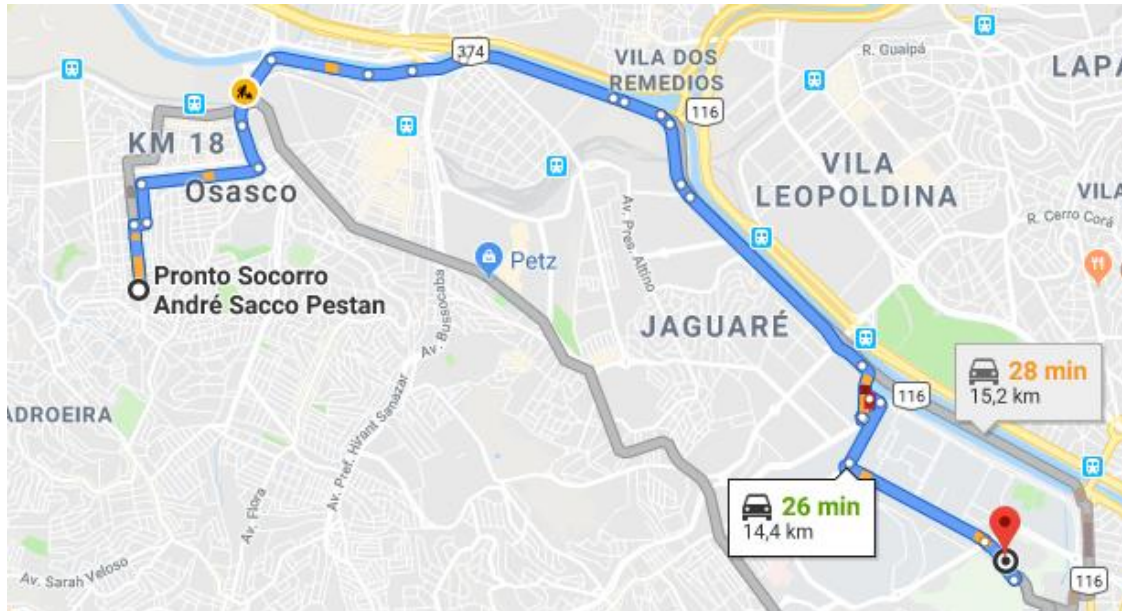 374
VILA DOS
REMEDIOS
R. Guaipá
LAPA
116
KM 18
Osasco
VILA
LEOPOLDINA
VILA
R. Cerro Corá
Av. Pres. Altino
Petz
Pronto Socorro
André Sacco Pestan
Av. Bussocaba
JAGUARÉ
28 min
15,2 km
116
ADROEIRA
Av. Pref. Hirant Sanazar
Av. Flora
26 min
14,4 km
Av. Sarah Veloso
116